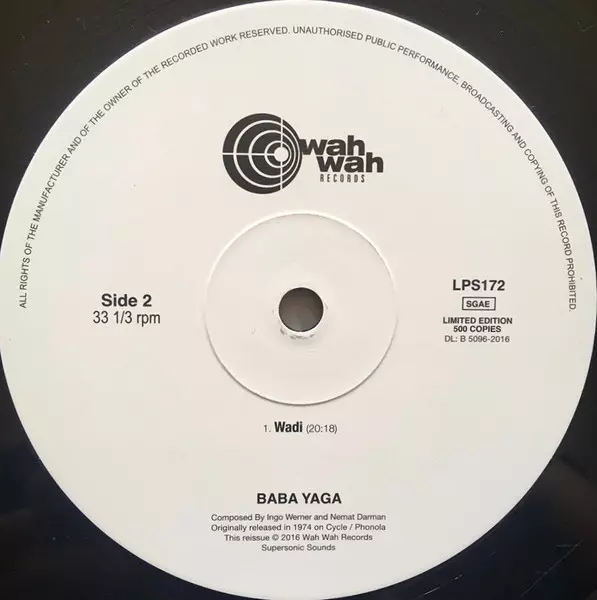 ALL RIGHTS OF THE MANUFACTURER AND OF THE OWNER OF THE RECORDED WORK RESERVED. UNAUTHORISED PUBLIC PERFORMANCE, BROADCASTING AND COPYING OF THIS RECORD PROHIBITED.
wah
wah
RECORDS
Side 2
33 1/3 rpm
LPS172
SGAE
LIMITED EDITION
500 COPIES
DL: B 5096-2016
1. Wadi (20:18)
BABA YAGA
Composed By Ingo Werner and Nemat Darman
Originally released in 1974 on Cycle / Phonola
This reissue © 2016 Wah Wah Records
Supersonic Sounds